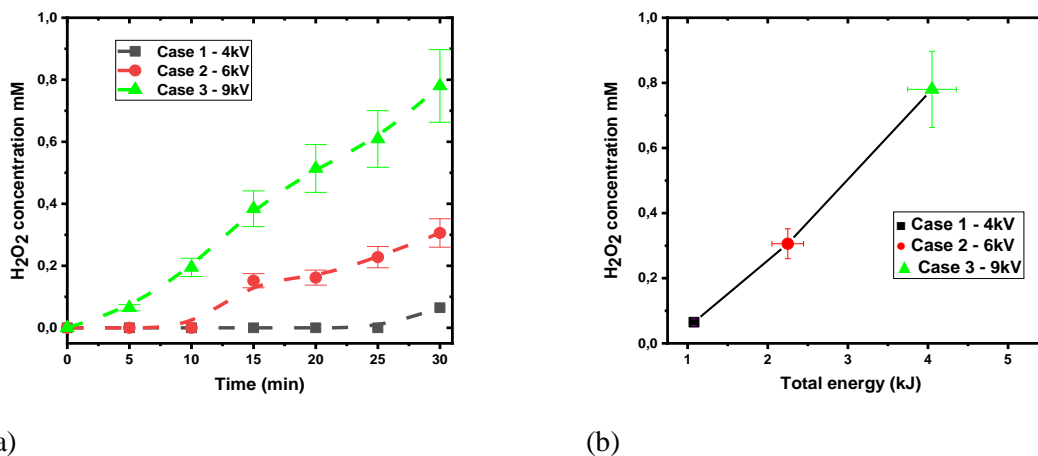 1,0
0,8
0,6
0,4
0,2
0,0
H2O2 concentration mM
Case 1 - 4kV
Case 2 - 6kV
Case 3 - 9kV
0 5 10 15 20 25 30
Time (min)
a)
1,0
0,8
0,6
0,4
0,2
0,0
H2O2 concentration mM
Case 1 - 4kV
Case 2 - 6kV
Case 3 - 9kV
1 2 3 4 5
Total energy (kJ)
(b)